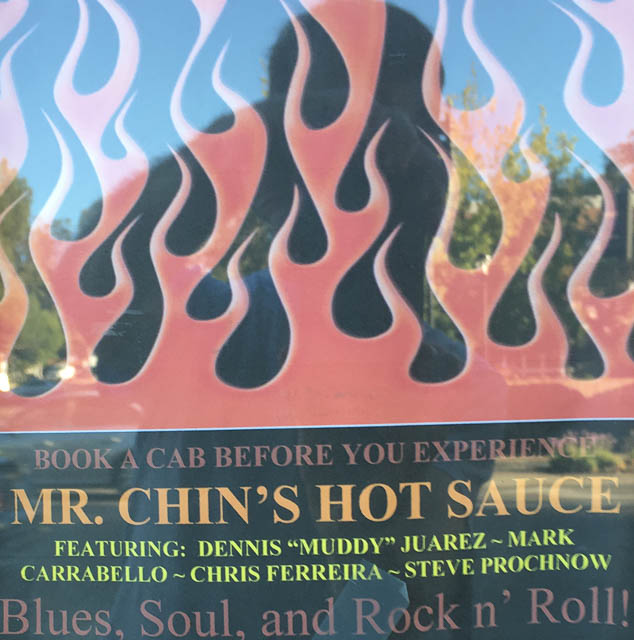 BOOK A CAB BEFORE YOU EXPERIENCE
MR. CHIN'S HOT SAUCE
FEATURING: DENNIS "MUDDY" JUAREZ ~ MARK
CARRABELLO ~ CHRIS FERREIRA ~ STEVE PROCHNOW
Blues, Soul, and Rock n' Roll!